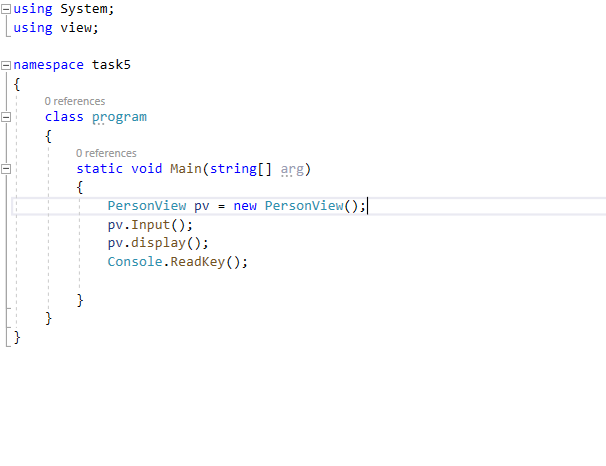 using System;
using view;
namespace task5
{
0 references
class program
{
0 references
static void Main(string[] arg)
{
PersonView pv = new PersonView();
pv.Input();
pv.display();
Console.ReadKey();
}
}
}